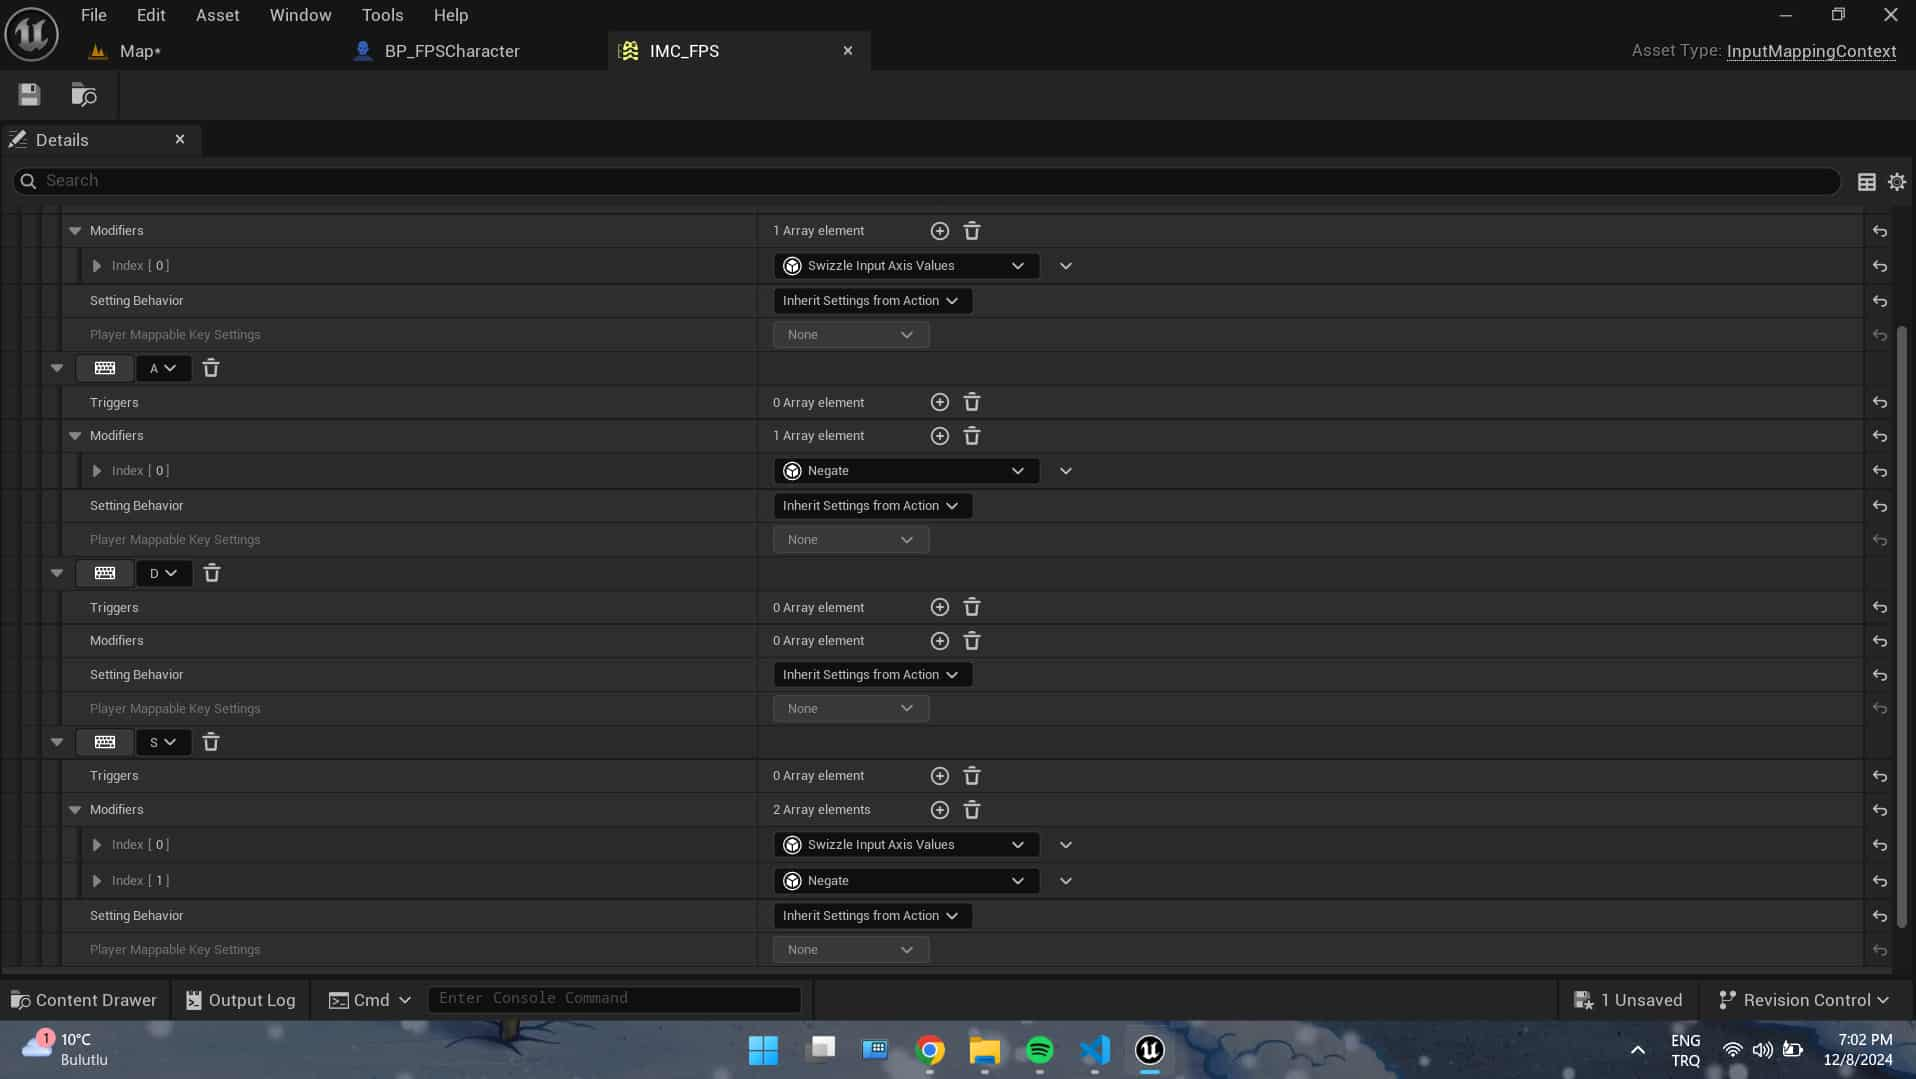 File Edit Asset Window Tools Help
Map* BP_FPSCharacter IMC_FPS Asset Type: InputMappingContext
Details
Search
Modifiers 1 Array element
Index [ 0 ] Swizzle Input Axis Values
Setting Behavior Inherit Settings from Action
Player Mappable Key Settings None
A
Triggers 0 Array element
Modifiers 1 Array element
Index [ 0 ] Negate
Setting Behavior Inherit Settings from Action
Player Mappable Key Settings None
D
Triggers 0 Array element
Modifiers 0 Array element
Setting Behavior Inherit Settings from Action
Player Mappable Key Settings None
S
Triggers 0 Array element
Modifiers 2 Array elements
Index [ 0 ] Swizzle Input Axis Values
Index [ 1 ] Negate
Setting Behavior Inherit Settings from Action
Player Mappable Key Settings None
Content Drawer Output Log Cmd Enter Console Command 1 Unsaved Revision Control
1 10°C ENG 7:02 PM
Bulutlu TRQ 12/8/2024